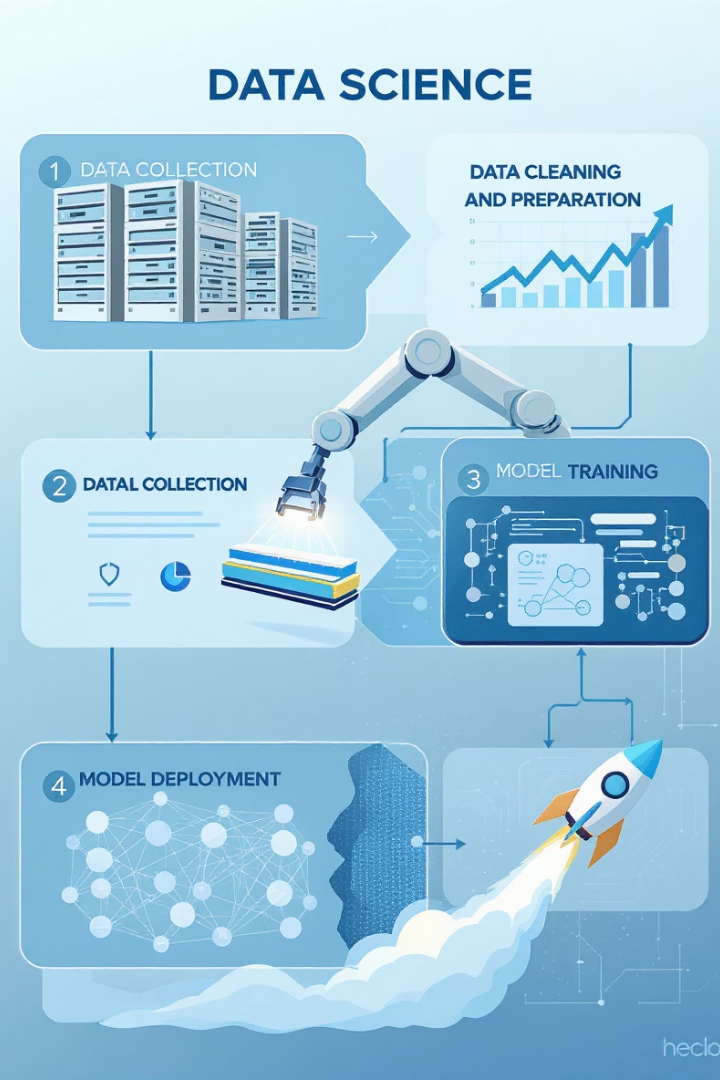 DATA SCIENCE
1 DATA COLLECTION
DATA CLEANING
AND PREPARATION
2 DATAL COLLECTION
3 MODEL TRAINING
4 MODEL DEPLOYMENT
heclo